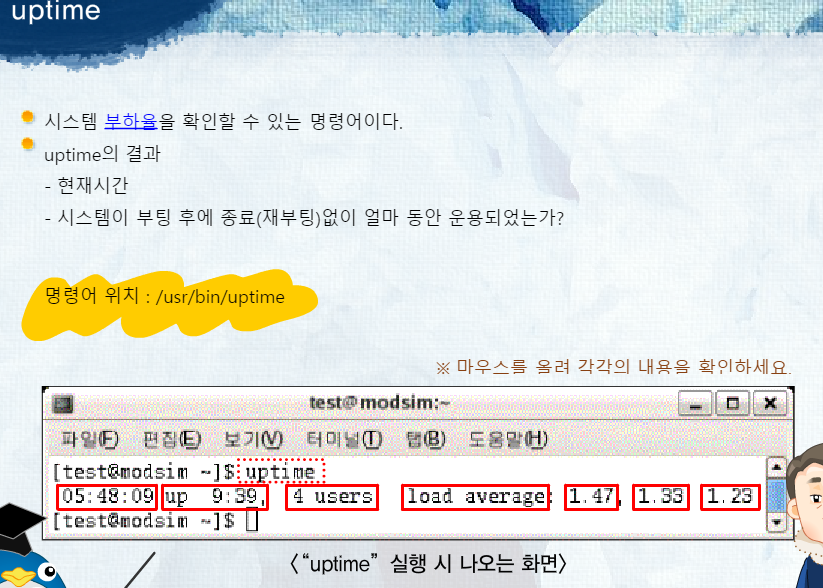 uptime
시스템 부하율을 확인할 수 있는 명령어이다.
uptime의 결과
- 현재시간
- 시스템이 부팅 후에 종료(재부팅)없이 얼마 동안 운용되었는가?
명령어 위치 : /usr/bin/uptime
※ 마우스를 올려 각각의 내용을 확인하세요.
test@modsim:~
파일(F) 편집(E) 보기(V) 터미널(T) 탭(B) 도움말(H)
[test@modsim ~]$ uptime
05:48:09 up 9:39, 4 users load average: 1.47, 1.33 1.23
[test@modsim ~]$
〈“uptime” 실행 시 나오는 화면〉